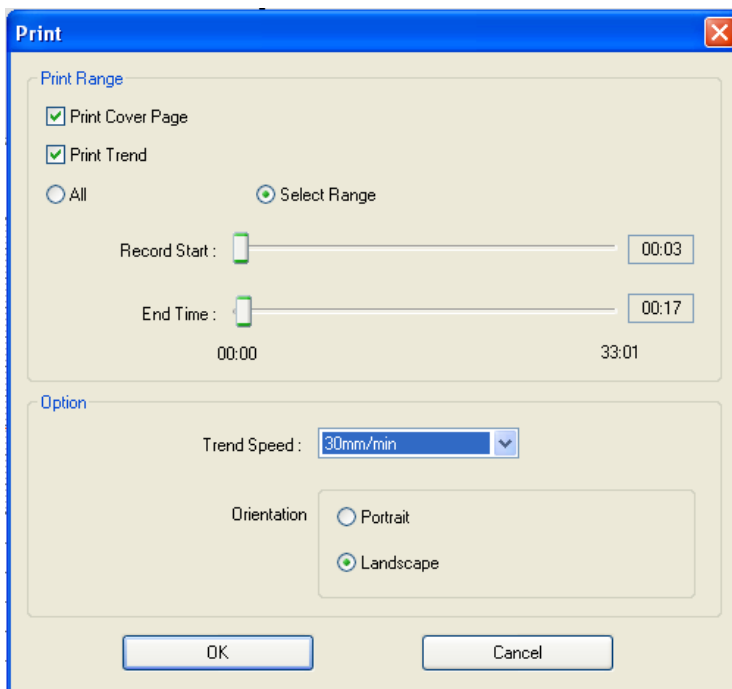 Print
Print Range
Print Cover Page
Print Trend
All Select Range
Record Start : 00:03
End Time : 00:17
00:00 33:01
Option
Trend Speed : 30mm/min
Orientation
Portrait
Landscape
OK Cancel